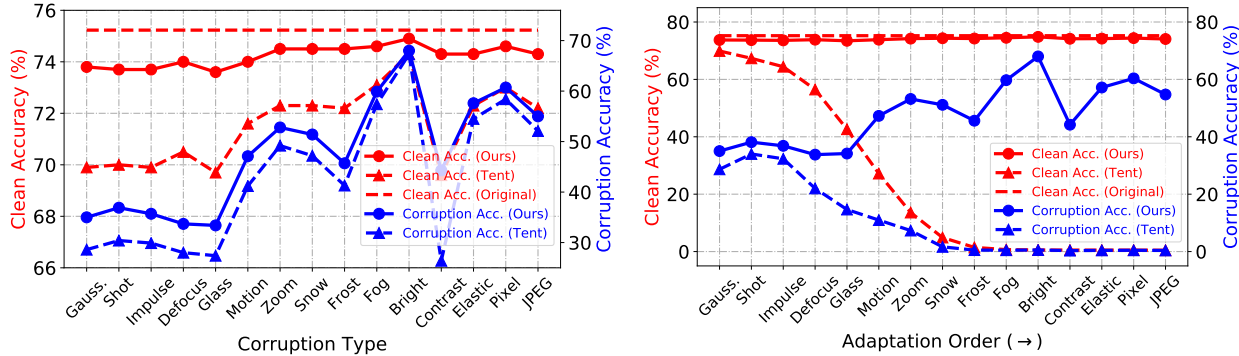 76
74
72
70
68
66
Clean Accuracy (%)
70
60
50
40
30
Corruption Accuracy (%)
Clean Acc. (Ours)
Clean Acc. (Tent)
Clean Acc. (Original)
Corruption Acc. (Ours)
Corruption Acc. (Tent)
Gauss.
Shot
Impulse
Defocus
Glass
Motion
Zoom
Snow
Frost
Fog
Bright
Contrast
Elastic
Pixel
JPEG
Corruption Type
80
60
40
20
0
Clean Accuracy (%)
80
60
40
20
0
Corruption Accuracy (%)
Clean Acc. (Ours)
Clean Acc. (Tent)
Clean Acc. (Original)
Corruption Acc. (Ours)
Corruption Acc. (Tent)
Gauss.
Shot
Impulse
Defocus
Glass
Motion
Zoom
Snow
Frost
Fog
Bright
Contrast
Elastic
Pixel
JPEG
Adaptation Order (→)